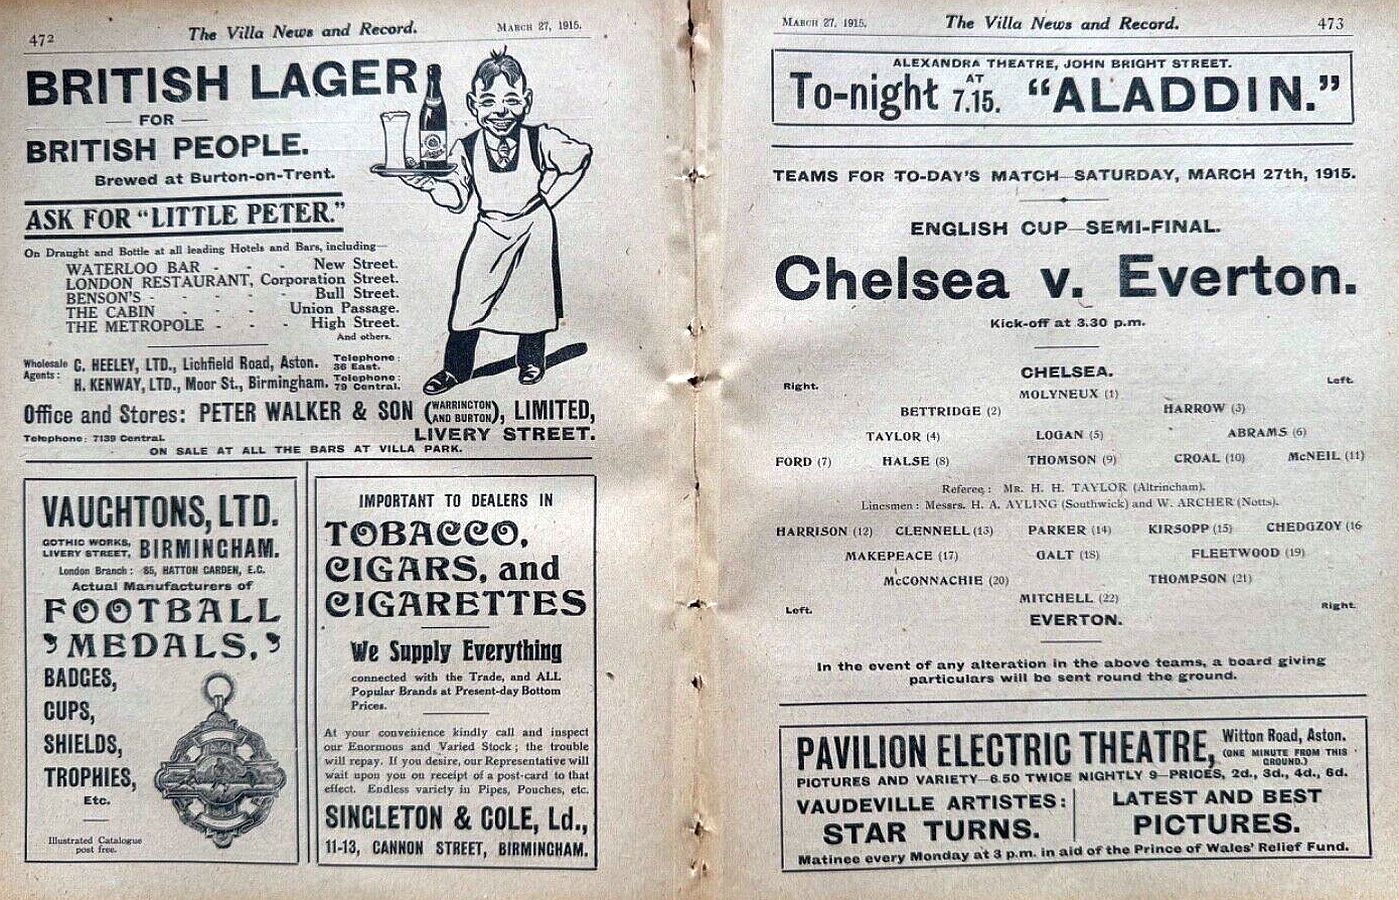 472
The Villa News and Record.
MARCH 27, 1915.
BRITISH LAGER
— FOR —
BRITISH PEOPLE.
Brewed at Burton-on-Trent.
ASK FOR "LITTLE PETER."
On Draught and Bottle at all leading Hotels and Bars, including—
WATERLOO BAR - - - New Street.
LONDON RESTAURANT, Corporation Street.
BENSON'S - - - - - Bull Street.
THE CABIN - - - Union Passage.
THE METROPOLE - - - High Street.
And others.
Wholesale Agents: C. HEELEY, LTD., Lichfield Road, Aston. Telephone: 36 East.
H. KENWAY, LTD., Moor St., Birmingham. Telephone: 79 Central.
Office and Stores: PETER WALKER & SON (WARRINGTON AND BURTON), LIMITED,
Telephone: 7139 Central. LIVERY STREET.
ON SALE AT ALL THE BARS AT VILLA PARK.
VAUGHTONS, LTD.
GOTHIC WORKS, LIVERY STREET, BIRMINGHAM.
London Branch: 85, HATTON GARDEN, E.C.
Actual Manufacturers of
FOOTBALL
MEDALS,
BADGES,
CUPS,
SHIELDS,
TROPHIES,
Etc.
Illustrated Catalogue
post free.
IMPORTANT TO DEALERS IN
TOBACCO,
CIGARS, and
CIGARETTES
We Supply Everything
connected with the Trade, and ALL
Popular Brands at Present-day Bottom
Prices.
At your convenience kindly call and inspect
our Enormous and Varied Stock; the trouble
will repay. If you desire, our Representative will
wait upon you on receipt of a post-card to that
effect. Endless variety in Pipes, Pouches, etc.
SINGLETON & COLE, Ld.,
11-13, CANNON STREET, BIRMINGHAM.
MARCH 27, 1915.
The Villa News and Record.
473
ALEXANDRA THEATRE, JOHN BRIGHT STREET.
To-night AT 7.15. "ALADDIN."
TEAMS FOR TO-DAY'S MATCH—SATURDAY, MARCH 27th, 1915.
ENGLISH CUP—SEMI-FINAL.
Chelsea v. Everton.
Kick-off at 3.30 p.m.
CHELSEA.
Right. Left.
MOLYNEUX (1)
BETTRIDGE (2) HARROW (3)
TAYLOR (4) LOGAN (5) ABRAMS (6)
FORD (7) HALSE (8) THOMSON (9) CROAL (10) McNEIL (11)
Referee: MR. H. H. TAYLOR (Altrincham).
Linesmen: Messrs. H. A. AYLING (Southwick) and W. ARCHER (Notts).
HARRISON (12) CLENNELL (13) PARKER (14) KIRSOPP (15) CHEDGZOY (16
MAKEPEACE (17) GALT (18) FLEETWOOD (19)
McCONNACHIE (20) THOMPSON (21)
MITCHELL (22)
Left. Right.
EVERTON.
In the event of any alteration in the above teams, a board giving
particulars will be sent round the ground.
PAVILION ELECTRIC THEATRE, Witton Road, Aston.
(ONE MINUTE FROM THIS GROUND.)
PICTURES AND VARIETY—6.50 TWICE NIGHTLY 9—PRICES, 2d., 3d., 4d., 6d.
VAUDEVILLE ARTISTES:
STAR TURNS.
LATEST AND BEST
PICTURES.
Matinee every Monday at 3 p.m. in aid of the Prince of Wales' Relief Fund.